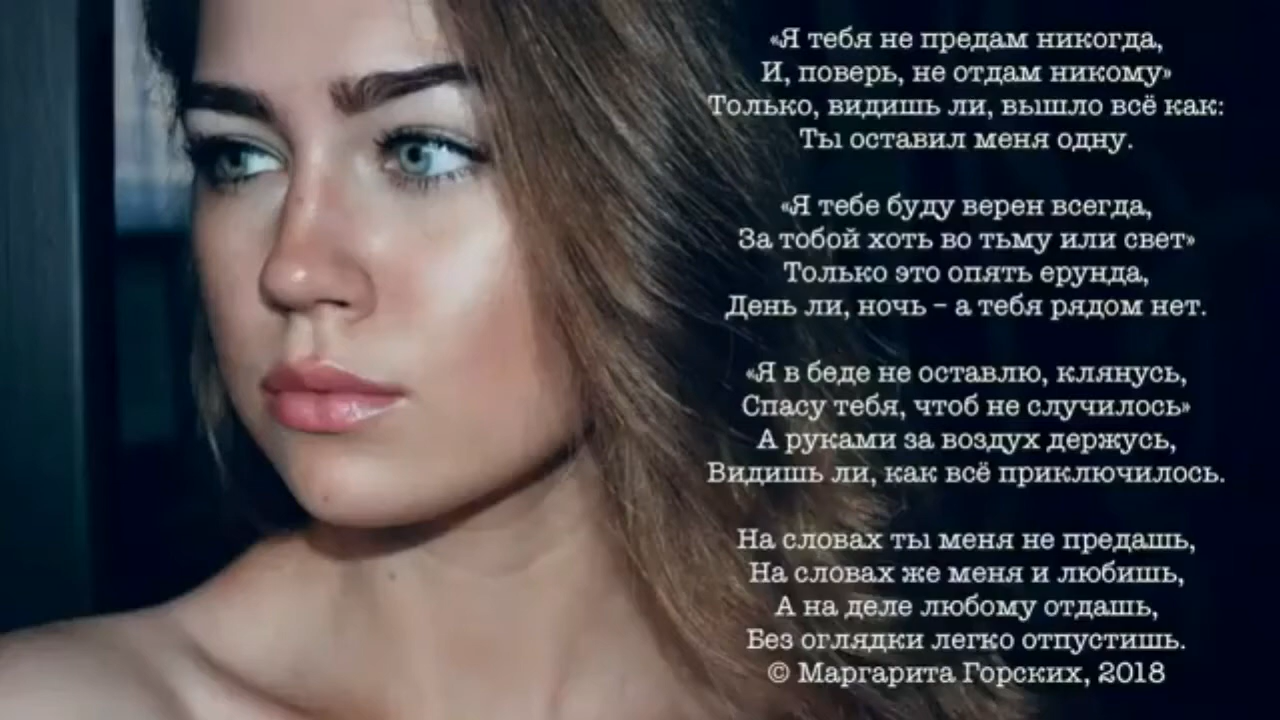 «Я тебя не предам никогда,
И, поверь, не отдам никому»
Только, видишь ли, вышло всё как:
Ты оставил меня одну.
«Я тебе буду верен всегда,
За тобой хоть во тьму или свет»
Только это опять ерунда,
День ли, ночь – а тебя рядом нет.
«Я в беде не оставлю, клянусь,
Спасу тебя, чтоб не случилось»
А руками за воздух держусь,
Видишь ли, как всё приключилось.
На словах ты меня не предашь,
На словах же меня и любишь,
А на деле любому отдашь,
Без оглядки легко отпустишь.
© Маргарита Горских, 2018